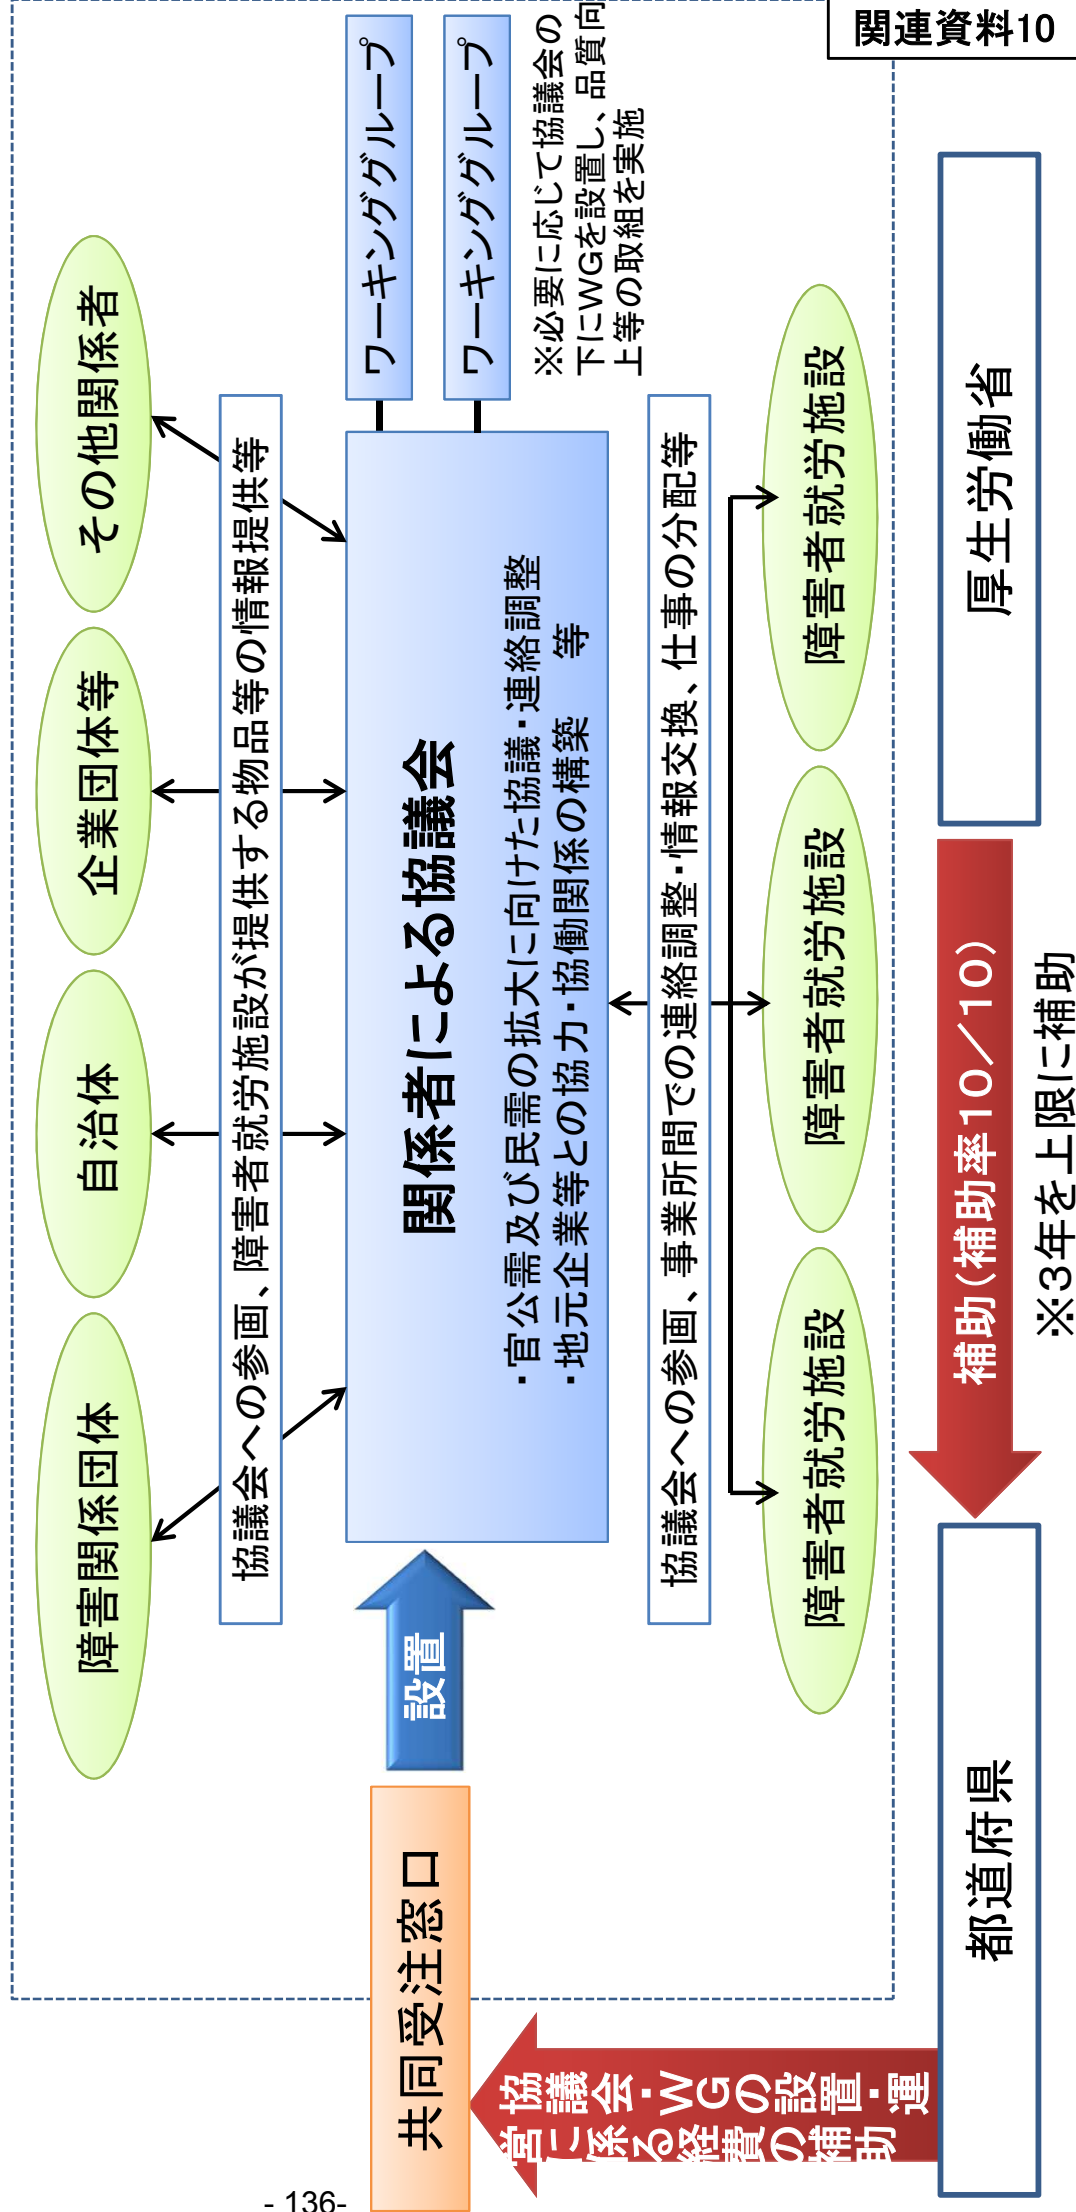 関連資料10
障害関係団体
自治体
企業団体等
その他関係者
協議会への参画、障害者就労施設が提供する物品等の情報提供等
共同受注窓口
設置
関係者による協議会
・官公需及び民需の拡大に向けた協議・連絡調整
・地元企業等との協力・協働関係の構築　等
ワーキンググループ
ワーキンググループ
※必要に応じて協議会の
下にWGを設置し、品質向
上等の取組を実施
協議会への参画、事業所間での連絡調整・情報交換、仕事の分配等
障害者就労施設
障害者就労施設
障害者就労施設
協議会・WGの設置・運
営に係る経費の補助
都道府県
補助（補助率１０／１０）
※３年を上限に補助
厚生労働省
- 136-